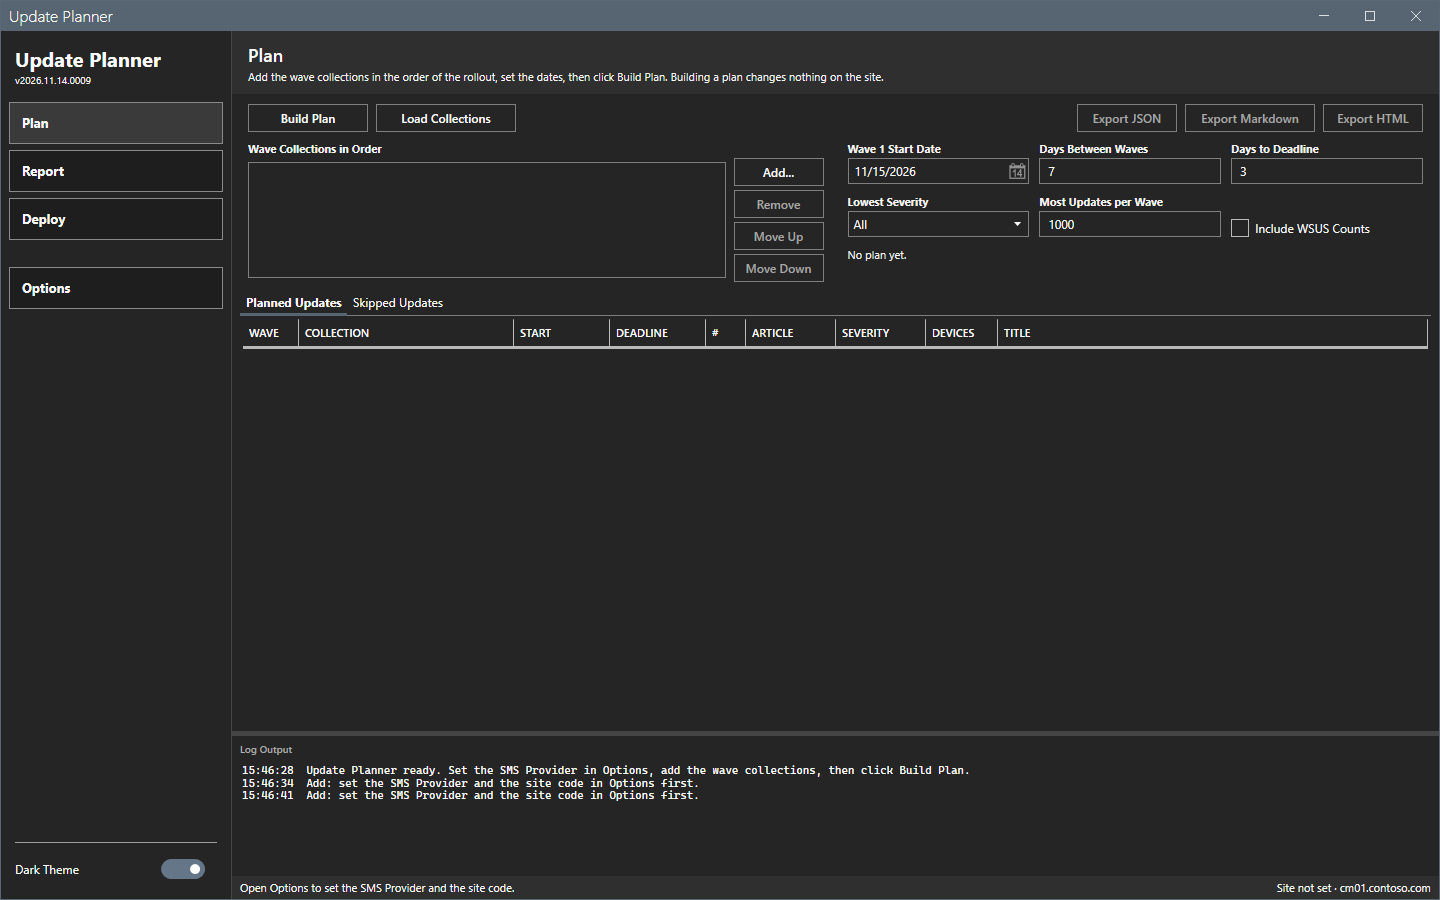 Update Planner
Update Planner
v2026.11.14.0009
Plan
Report
Deploy
Options
Dark Theme
Plan
Add the wave collections in the order of the rollout, set the dates, then click Build Plan. Building a plan changes nothing on the site.
Build Plan
Load Collections
Export JSON
Export Markdown
Export HTML
Wave Collections in Order
Add...
Remove
Move Up
Move Down
Wave 1 Start Date
Days Between Waves
Days to Deadline
11/15/2026
14
7
3
Lowest Severity
Most Updates per Wave
All
1000
Include WSUS Counts
No plan yet.
Planned Updates
Skipped Updates
WAVE COLLECTION START DEADLINE # ARTICLE SEVERITY DEVICES TITLE
Log Output
15:46:28 Update Planner ready. Set the SMS Provider in Options, add the wave collections, then click Build Plan.
15:46:34 Add: set the SMS Provider and the site code in Options first.
15:46:41 Add: set the SMS Provider and the site code in Options first.
Open Options to set the SMS Provider and the site code.
Site not set · cm01.contoso.com